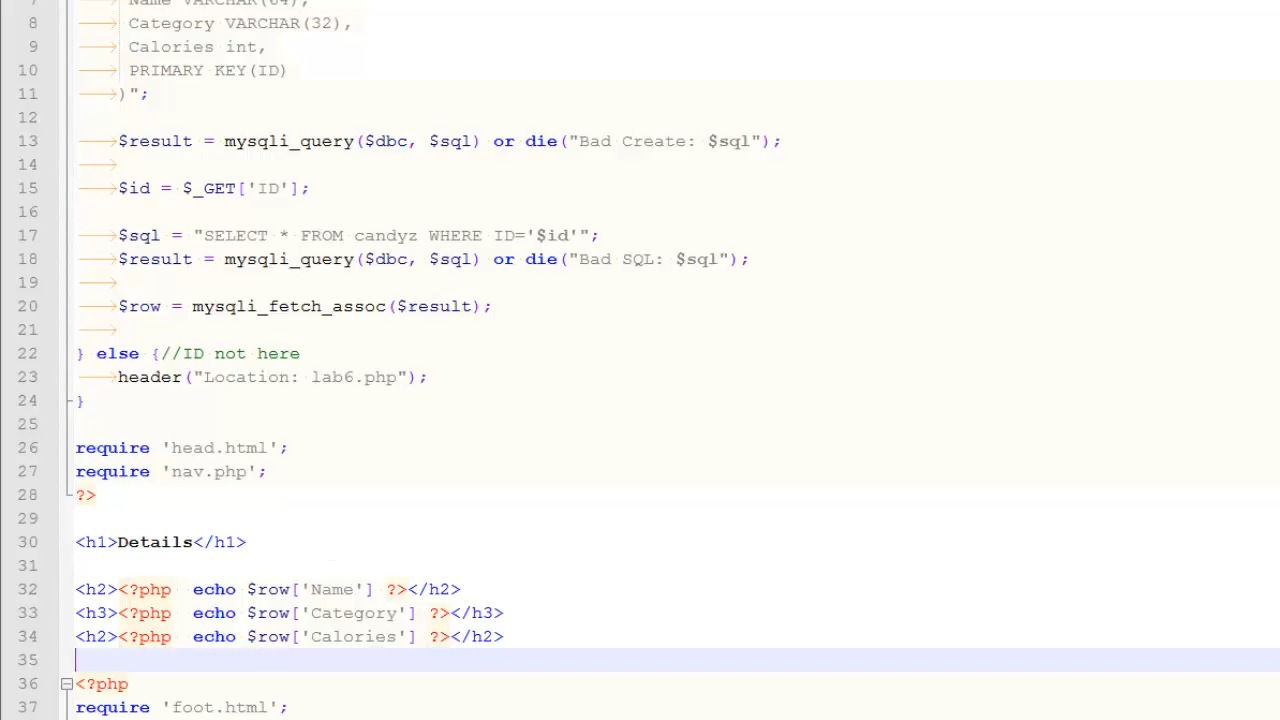 7 Name VARCHAR(64),
8 Category VARCHAR(32),
9 Calories int,
10 PRIMARY KEY(ID)
11 )";
12
13 $result = mysqli_query($dbc, $sql) or die("Bad Create: $sql");
14
15 $id = $_GET['ID'];
16
17 $sql = "SELECT * FROM candyz WHERE ID='$id'";
18 $result = mysqli_query($dbc, $sql) or die("Bad SQL: $sql");
19
20 $row = mysqli_fetch_assoc($result);
21
22 } else {//ID not here
23 header("Location: lab6.php");
24 }
25
26 require 'head.html';
27 require 'nav.php';
28 ?>
29
30 <h1>Details</h1>
31
32 <h2><?php  echo $row['Name'] ?></h2>
33 <h3><?php  echo $row['Category'] ?></h3>
34 <h2><?php  echo $row['Calories'] ?></h2>
35
36 <?php
37 require 'foot.html';